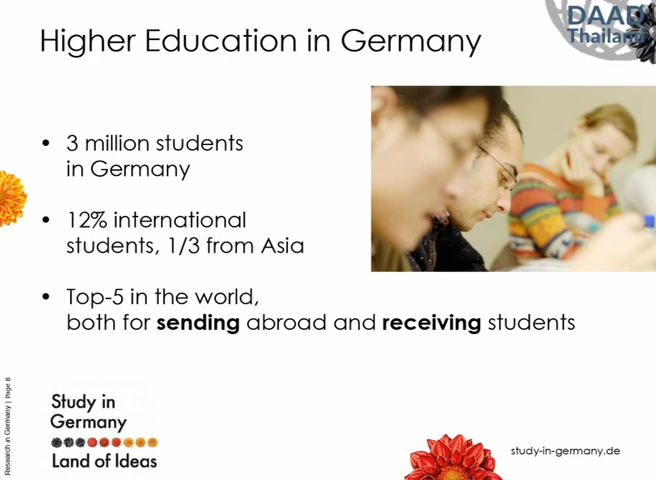 DAAD
Thailand
Higher Education in Germany
• 3 million students
in Germany
• 12% international
students, 1/3 from Asia
• Top-5 in the world,
both for sending abroad and receiving students
Study in
Germany
Land of Ideas
study-in-germany.de
Research in Germany | Page 8